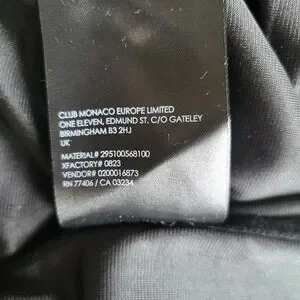 CLUB MONACO EUROPE LIMITED
ONE ELEVEN, EDMUND ST. C/O GATELEY
BIRMINGHAM B3 2HJ
UK
MATERIAL# 295100568100
XFACTORY# 0823
VENDOR# 0200016873
RN 77406 / CA 03234